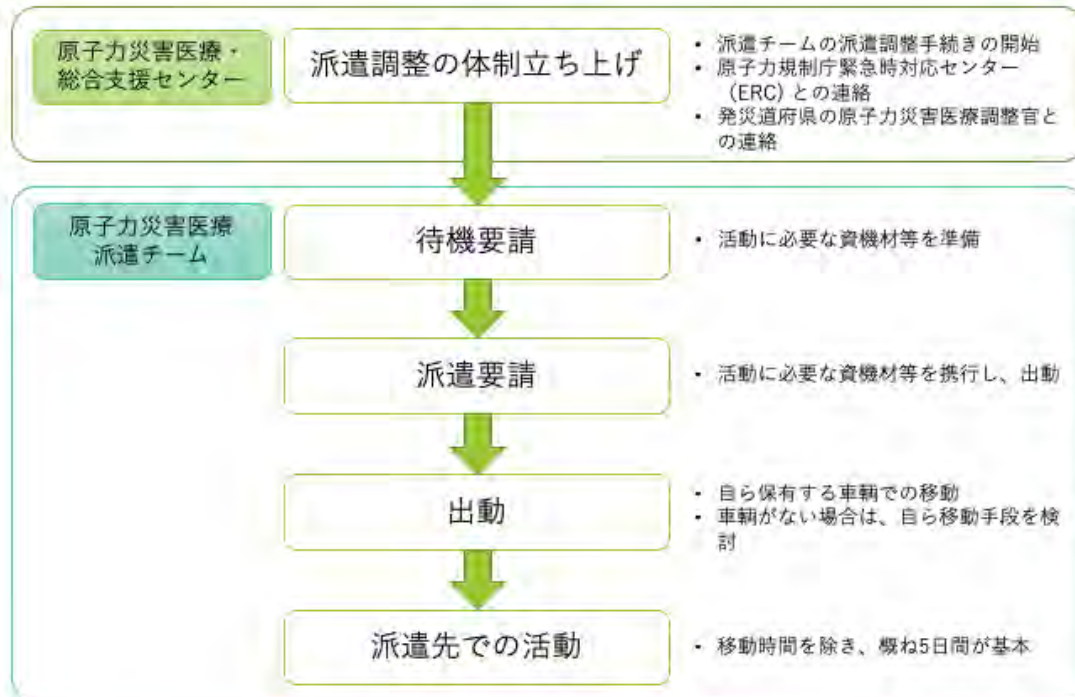 原子力災害医療・
総合支援センター
派遣調整の体制立ち上げ
• 派遣チームの派遣調整手続きの開始
• 原子力規制庁緊急時対応センター
(ERC) との連絡
• 発災道府県の原子力災害医療調整官と
の連絡
原子力災害医療
派遣チーム
待機要請
• 活動に必要な資機材等を準備
派遣要請
• 活動に必要な資機材等を携行し、出動
出動
• 自ら保有する車輌での移動
• 車輌がない場合は、自ら移動手段を検
討
派遣先での活動
• 移動時間を除き、概ね5日間が基本